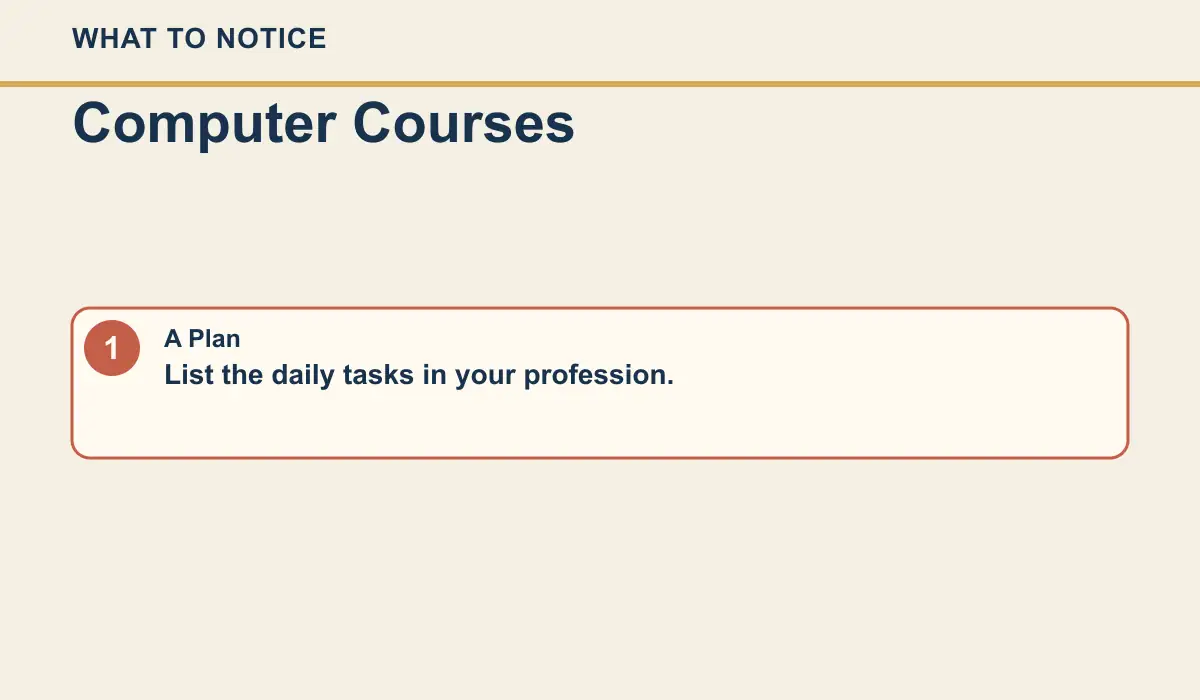 WHAT TO NOTICE
Computer Courses
1
A Plan
List the daily tasks in your profession.